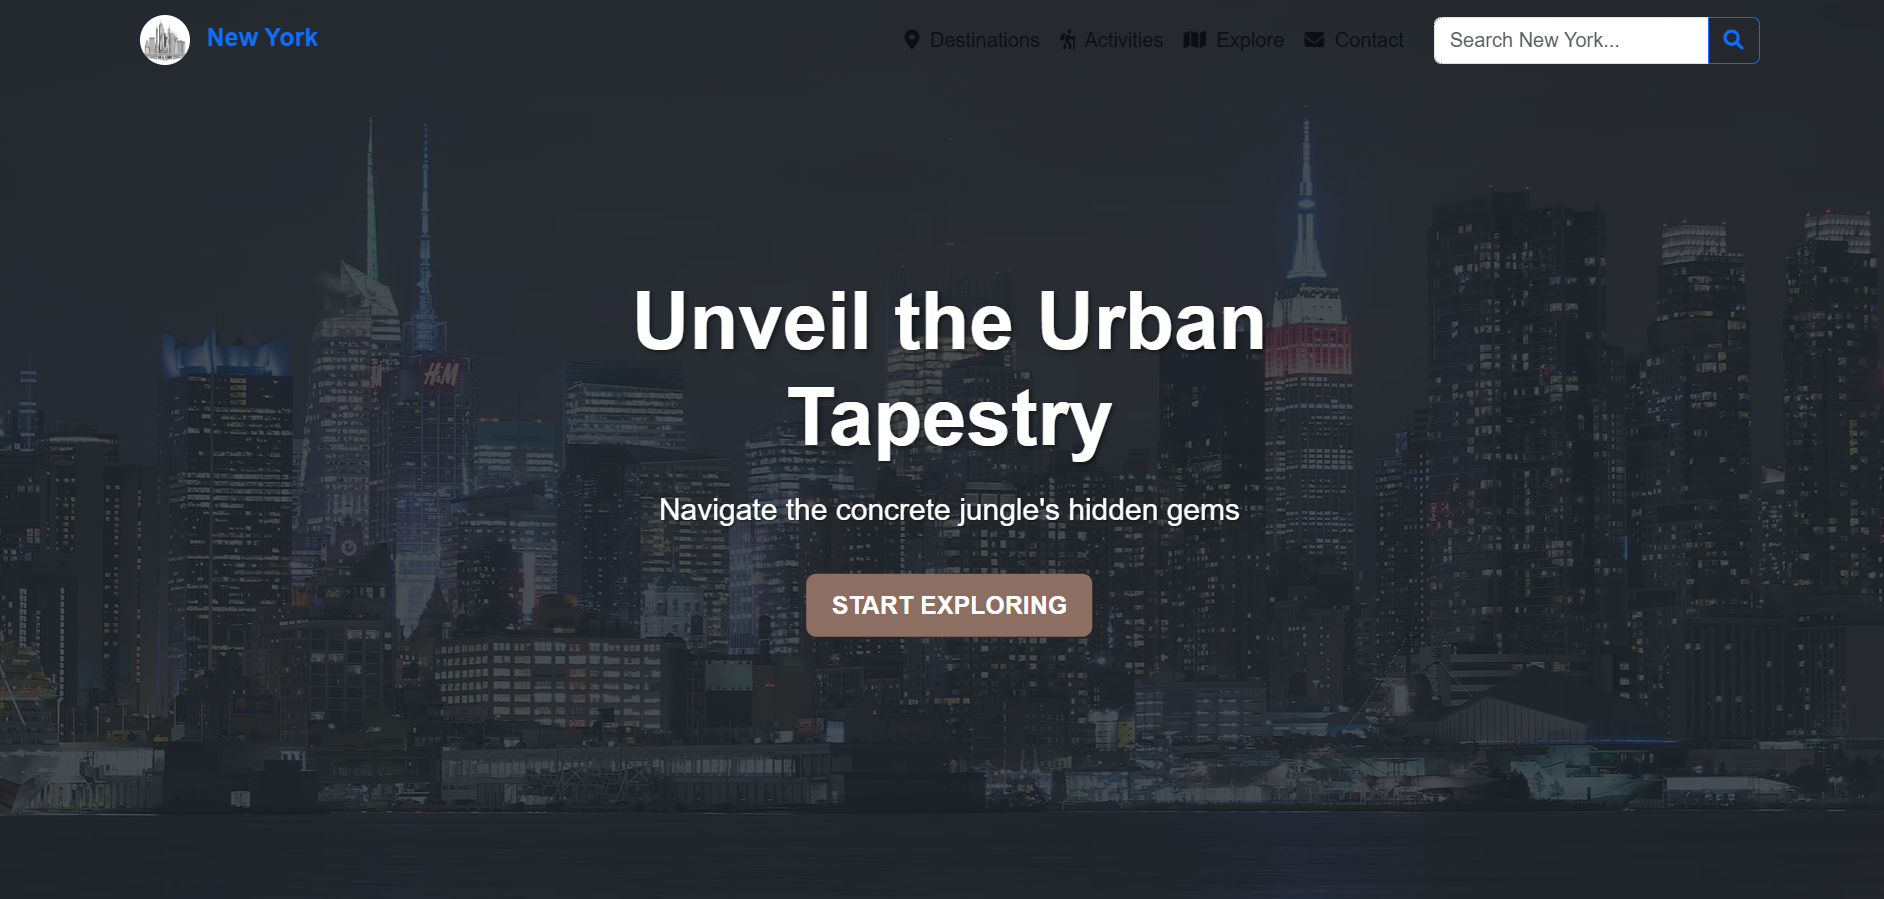 New York
Destinations
Activities
Explore
Contact
Search New York...
H&M
Unveil the Urban
Tapestry
Navigate the concrete jungle's hidden gems
START EXPLORING